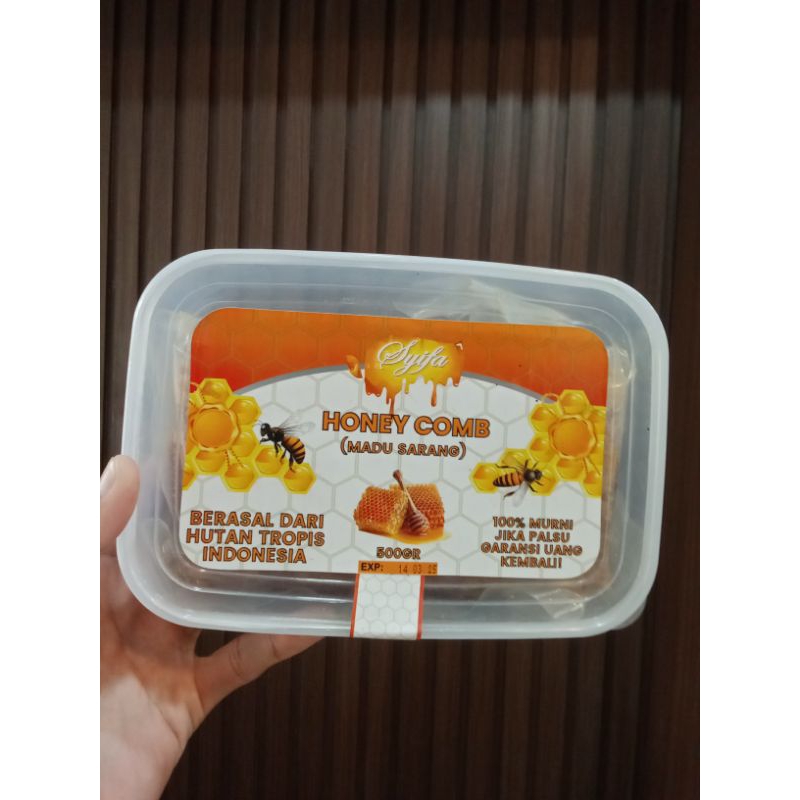 Syifa
HONEY COMB
(MADU SARANG)
BERASAL DARI
HUTAN TROPIS
INDONESIA
500GR
100% MURNI
JIKA PALSU
GARANSI UANG
KEMBALI!
EXP: 14 03 25